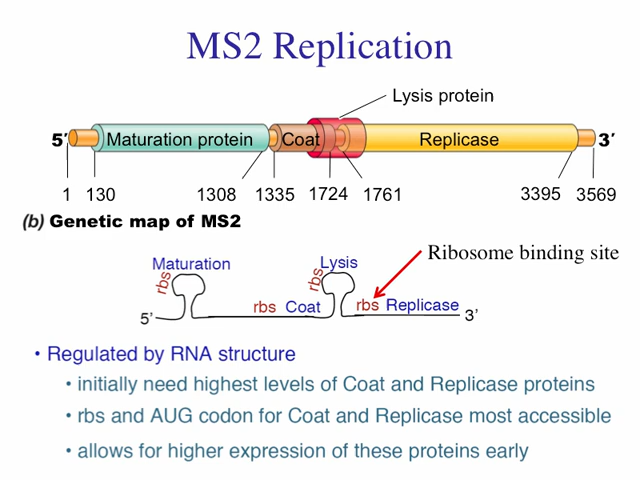 MS2 Replication
Lysis protein
5′ Maturation protein Coat Replicase 3′
1 130 1308 1335 1724 1761 3395 3569
(b) Genetic map of MS2
Ribosome binding site
Maturation Lysis
rbs rbs
rbs Coat rbs Replicase
5’ 3’
• Regulated by RNA structure
• initially need highest levels of Coat and Replicase proteins
• rbs and AUG codon for Coat and Replicase most accessible
• allows for higher expression of these proteins early